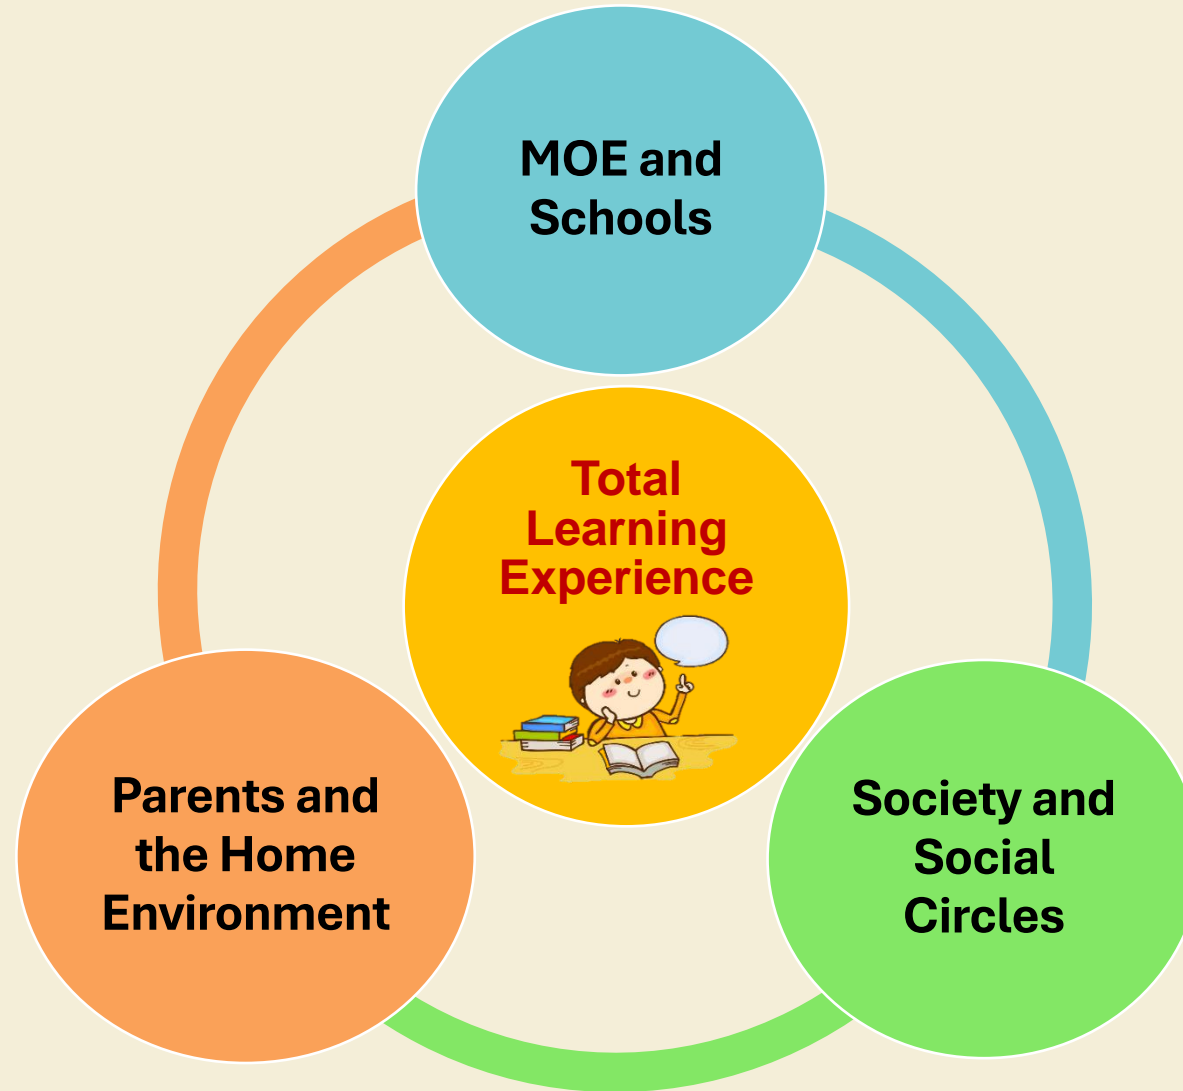 MOE and
Schools
Total
Learning
Experience
Parents and
the Home
Environment
Society and
Social
Circles